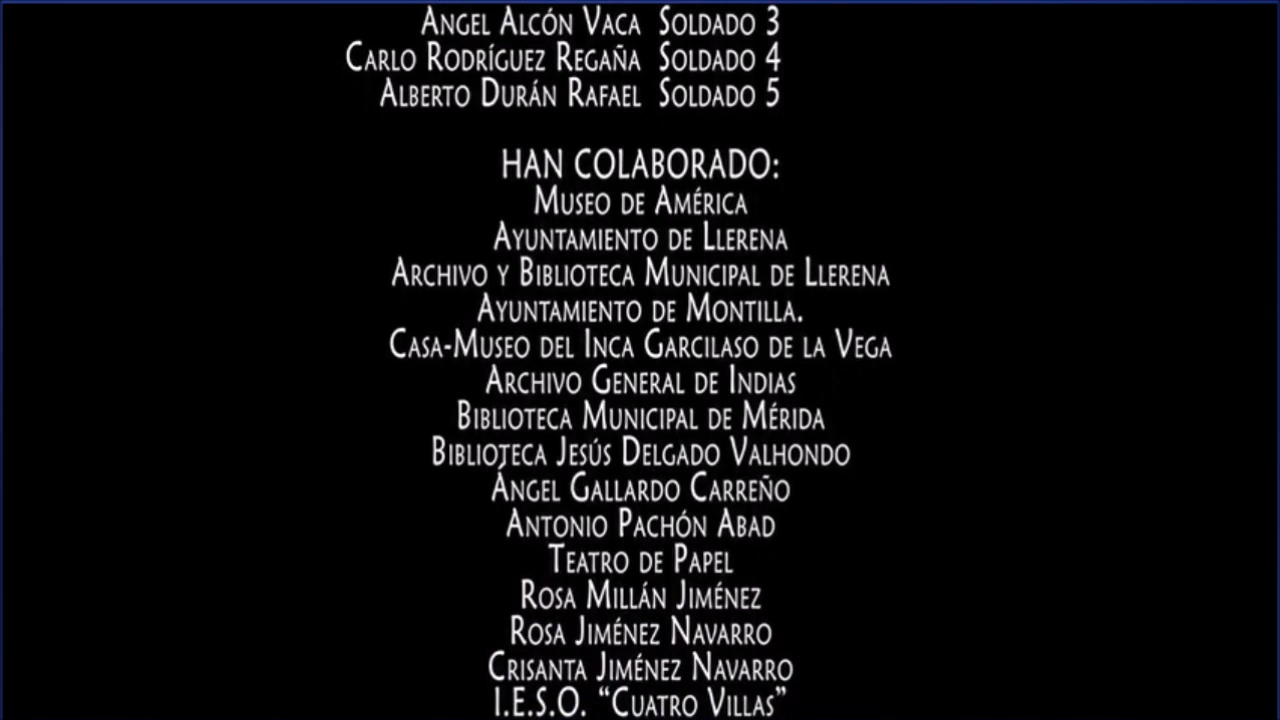 Angel Alcón Vaca Soldado 3
Carlo Rodríguez Regaña Soldado 4
Alberto Durán Rafael Soldado 5
HAN COLABORADO:
Museo de América
Ayuntamiento de Llerena
Archivo y Biblioteca Municipal de Llerena
Ayuntamiento de Montilla.
Casa-Museo del Inca Garcilaso de la Vega
Archivo General de Indias
Biblioteca Municipal de Mérida
Biblioteca Jesús Delgado Valhondo
Ángel Gallardo Carreño
Antonio Pachón Abad
Teatro de Papel
Rosa Millán Jiménez
Rosa Jiménez Navarro
Crisanta Jiménez Navarro
I.E.S.O. “Cuatro Villas”